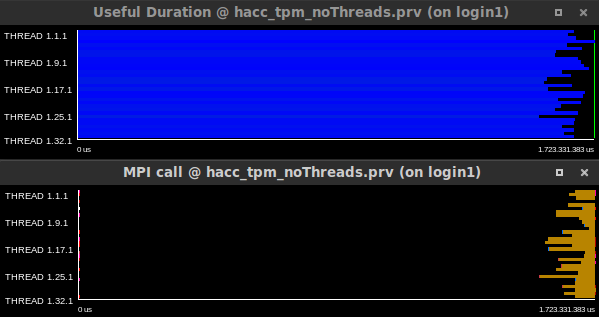 Useful Duration @ hacc_tpm_noThreads.prv (on login1)
THREAD 1.1.1
THREAD 1.9.1
THREAD 1.17.1
THREAD 1.25.1
THREAD 1.32.1
0 us
1.723.331.383 us
MPI call @ hacc_tpm_noThreads.prv (on login1)
THREAD 1.1.1
THREAD 1.9.1
THREAD 1.17.1
THREAD 1.25.1
THREAD 1.32.1
0 us
1.723.331.383 us